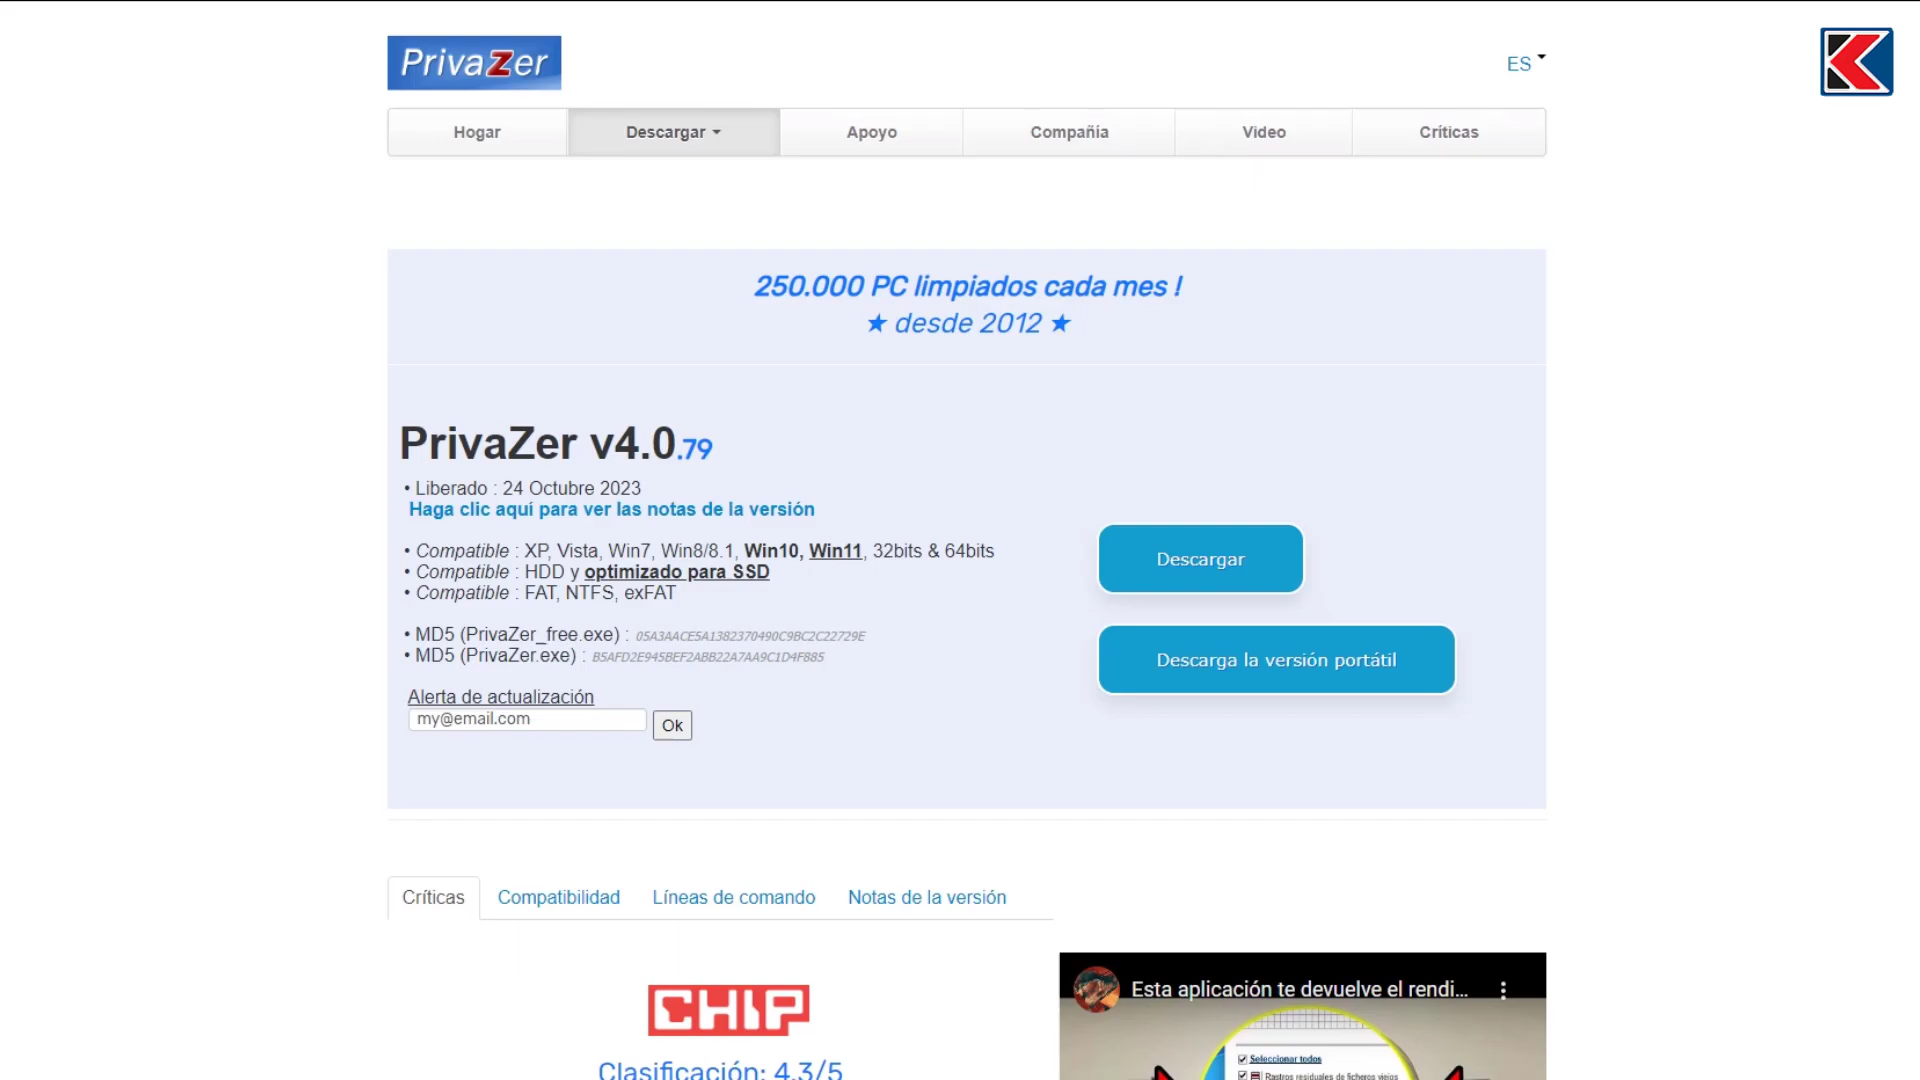 PrivaZer
ES
Hogar
Descargar
Apoyo
Compañia
Video
Críticas
250.000 PC limpiados cada mes !
★ desde 2012 ★
PrivaZer v4.0.79
• Liberado : 24 Octubre 2023
Haga clic aquí para ver las notas de la versión
• Compatible : XP, Vista, Win7, Win8/8.1, Win10, Win11, 32bits & 64bits
• Compatible : HDD y optimizado para SSD
• Compatible : FAT, NTFS, exFAT
• MD5 (PrivaZer_free.exe) : 05A3AACE5A1382370490C9BC2C22729E
• MD5 (PrivaZer.exe) : B5AFD2E945BEF2ABB22A7AA9C1D4F885
Alerta de actualización
my@email.com
Ok
Descargar
Descarga la versión portátil
Críticas
Compatibilidad
Líneas de comando
Notas de la versión
CHIP
Clasificación: 4,3/5
Esta aplicación te devuelve el rendi...
Seleccionar todos
Rastros residuales de ficheros viejos